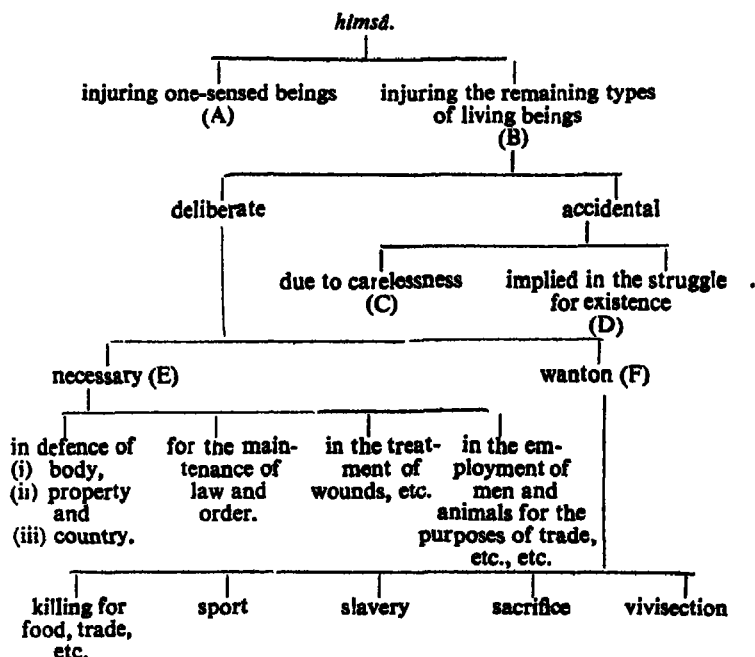 himsâ.
injuring one-sensed beings
(A)
injuring the remaining types
of living beings
(B)
deliberate
accidental
due to carelessness
(C)
implied in the struggle
for existence
(D)
necessary (E)
wanton (F)
in defence of
(i) body,
(ii) property
and
(iii) country.
for the main-
tenance of
law and
order.
in the treat-
ment of
wounds, etc.
in the em-
ployment of
men and
animals for the
purposes of trade,
etc., etc.
killing for
food, trade,
etc.
sport
slavery
sacrifice
vivisection